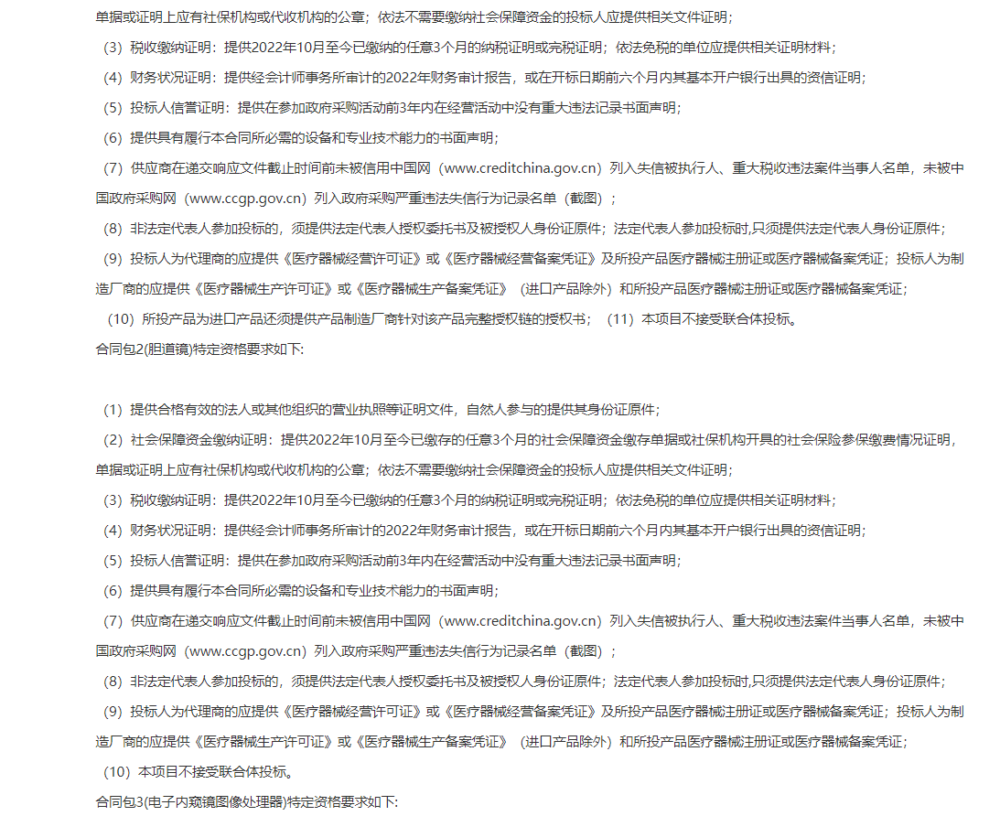 单据或证明上应有社保机构或代收机构的公章；依法不需要缴纳社会保障资金的投标人应提供相关文件证明；
（3）税收缴纳证明：提供2022年10月至今已缴纳的任意3个月的纳税证明或完税证明；依法免税的单位应提供相关证明材料；
（4）财务状况证明：提供经会计师事务所审计的2022年财务审计报告，或在开标日期前六个月内其基本开户银行出具的资信证明；
（5）投标人信誉证明：提供在参加政府采购活动前3年内在经营活动中没有重大违法记录书面声明；
（6）提供具有履行本合同所必需的设备和专业技术能力的书面声明；
（7）供应商在递交响应文件截止时间前未被信用中国网（www.creditchina.gov.cn）列入失信被执行人、重大税收违法案件当事人名单，未被中
国政府采购网（www.ccgp.gov.cn）列入政府采购严重违法失信行为记录名单（截图）；
（8）非法定代表人参加投标的，须提供法定代表人授权委托书及被授权人身份证原件；法定代表人参加投标时,只须提供法定代表人身份证原件；
（9）投标人为代理商的应提供《医疗器械经营许可证》或《医疗器械经营备案凭证》及所投产品医疗器械注册证或医疗器械备案凭证；投标人为制
造厂商的应提供《医疗器械生产许可证》或《医疗器械生产备案凭证》（进口产品除外）和所投产品医疗器械注册证或医疗器械备案凭证；
（10）所投产品为进口产品还须提供产品制造厂商针对该产品完整授权链的授权书；（11）本项目不接受联合体投标。
合同包2(胆道镜)特定资格要求如下:
（1）提供合格有效的法人或其他组织的营业执照等证明文件，自然人参与的提供其身份证原件；
（2）社会保障资金缴纳证明：提供2022年10月至今已缴存的任意3个月的社会保障资金缴存单据或社保机构开具的社会保险参保缴费情况证明，
单据或证明上应有社保机构或代收机构的公章；依法不需要缴纳社会保障资金的投标人应提供相关文件证明；
（3）税收缴纳证明：提供2022年10月至今已缴纳的任意3个月的纳税证明或完税证明；依法免税的单位应提供相关证明材料；
（4）财务状况证明：提供经会计师事务所审计的2022年财务审计报告，或在开标日期前六个月内其基本开户银行出具的资信证明；
（5）投标人信誉证明：提供在参加政府采购活动前3年内在经营活动中没有重大违法记录书面声明；
（6）提供具有履行本合同所必需的设备和专业技术能力的书面声明；
（7）供应商在递交响应文件截止时间前未被信用中国网（www.creditchina.gov.cn）列入失信被执行人、重大税收违法案件当事人名单，未被中
国政府采购网（www.ccgp.gov.cn）列入政府采购严重违法失信行为记录名单（截图）；
（8）非法定代表人参加投标的，须提供法定代表人授权委托书及被授权人身份证原件；法定代表人参加投标时,只须提供法定代表人身份证原件；
（9）投标人为代理商的应提供《医疗器械经营许可证》或《医疗器械经营备案凭证》及所投产品医疗器械注册证或医疗器械备案凭证；投标人为制
造厂商的应提供《医疗器械生产许可证》或《医疗器械生产备案凭证》（进口产品除外）和所投产品医疗器械注册证或医疗器械备案凭证；
（10）本项目不接受联合体投标。
合同包3(电子内窥镜图像处理器)特定资格要求如下: